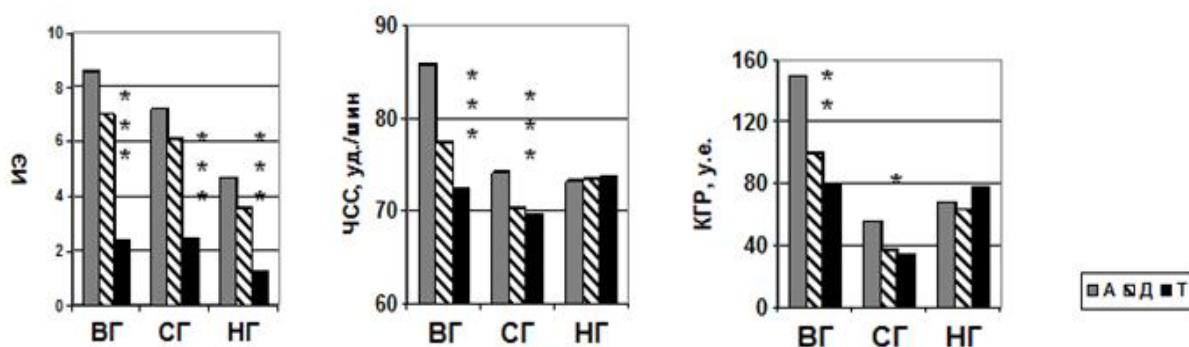 10
8
6
4
2
0
ИЭ
* * *
* * *
* * *
ВГ СГ НГ
90
80
70
60
ЧСС, уд./мин
* * *
* * *
ВГ СГ НГ
160
120
80
40
0
КГР, у.е.
* *
*
ВГ СГ НГ
А Д Т